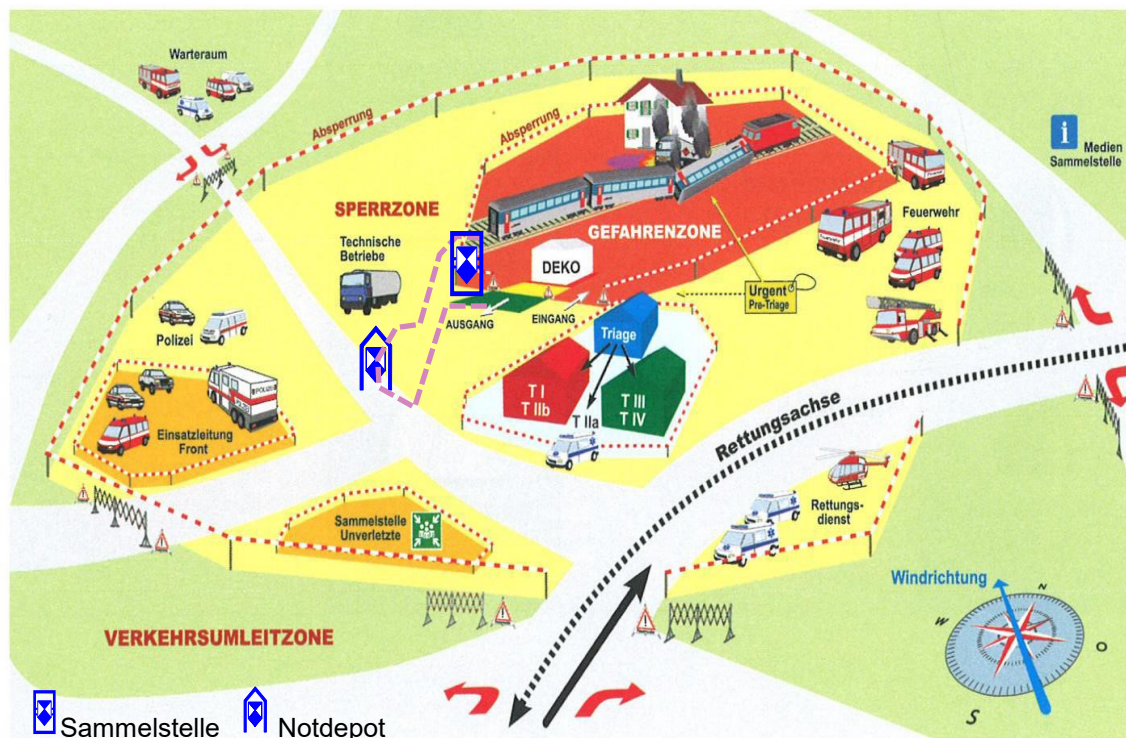 Warteraum
Absperrung
Absperrung
i
Medien
Sammelstelle
SPERRZONE
Technische
Betriebe
GEFAHRENZONE
Feuerwehr
DEKO
Urgent
Pre-Triage
AUSGANG
EINGANG
Polizei
Triage
T I
T IIb
T III
T IV
T IIa
POLIZEI
Einsatzleitung
Front
Rettungsachse
Sammelstelle
Unverletzte
Rettungs-
dienst
Windrichtung
N
W
O
S
VERKEHRSUMLEITZONE
Sammelstelle
Notdepot